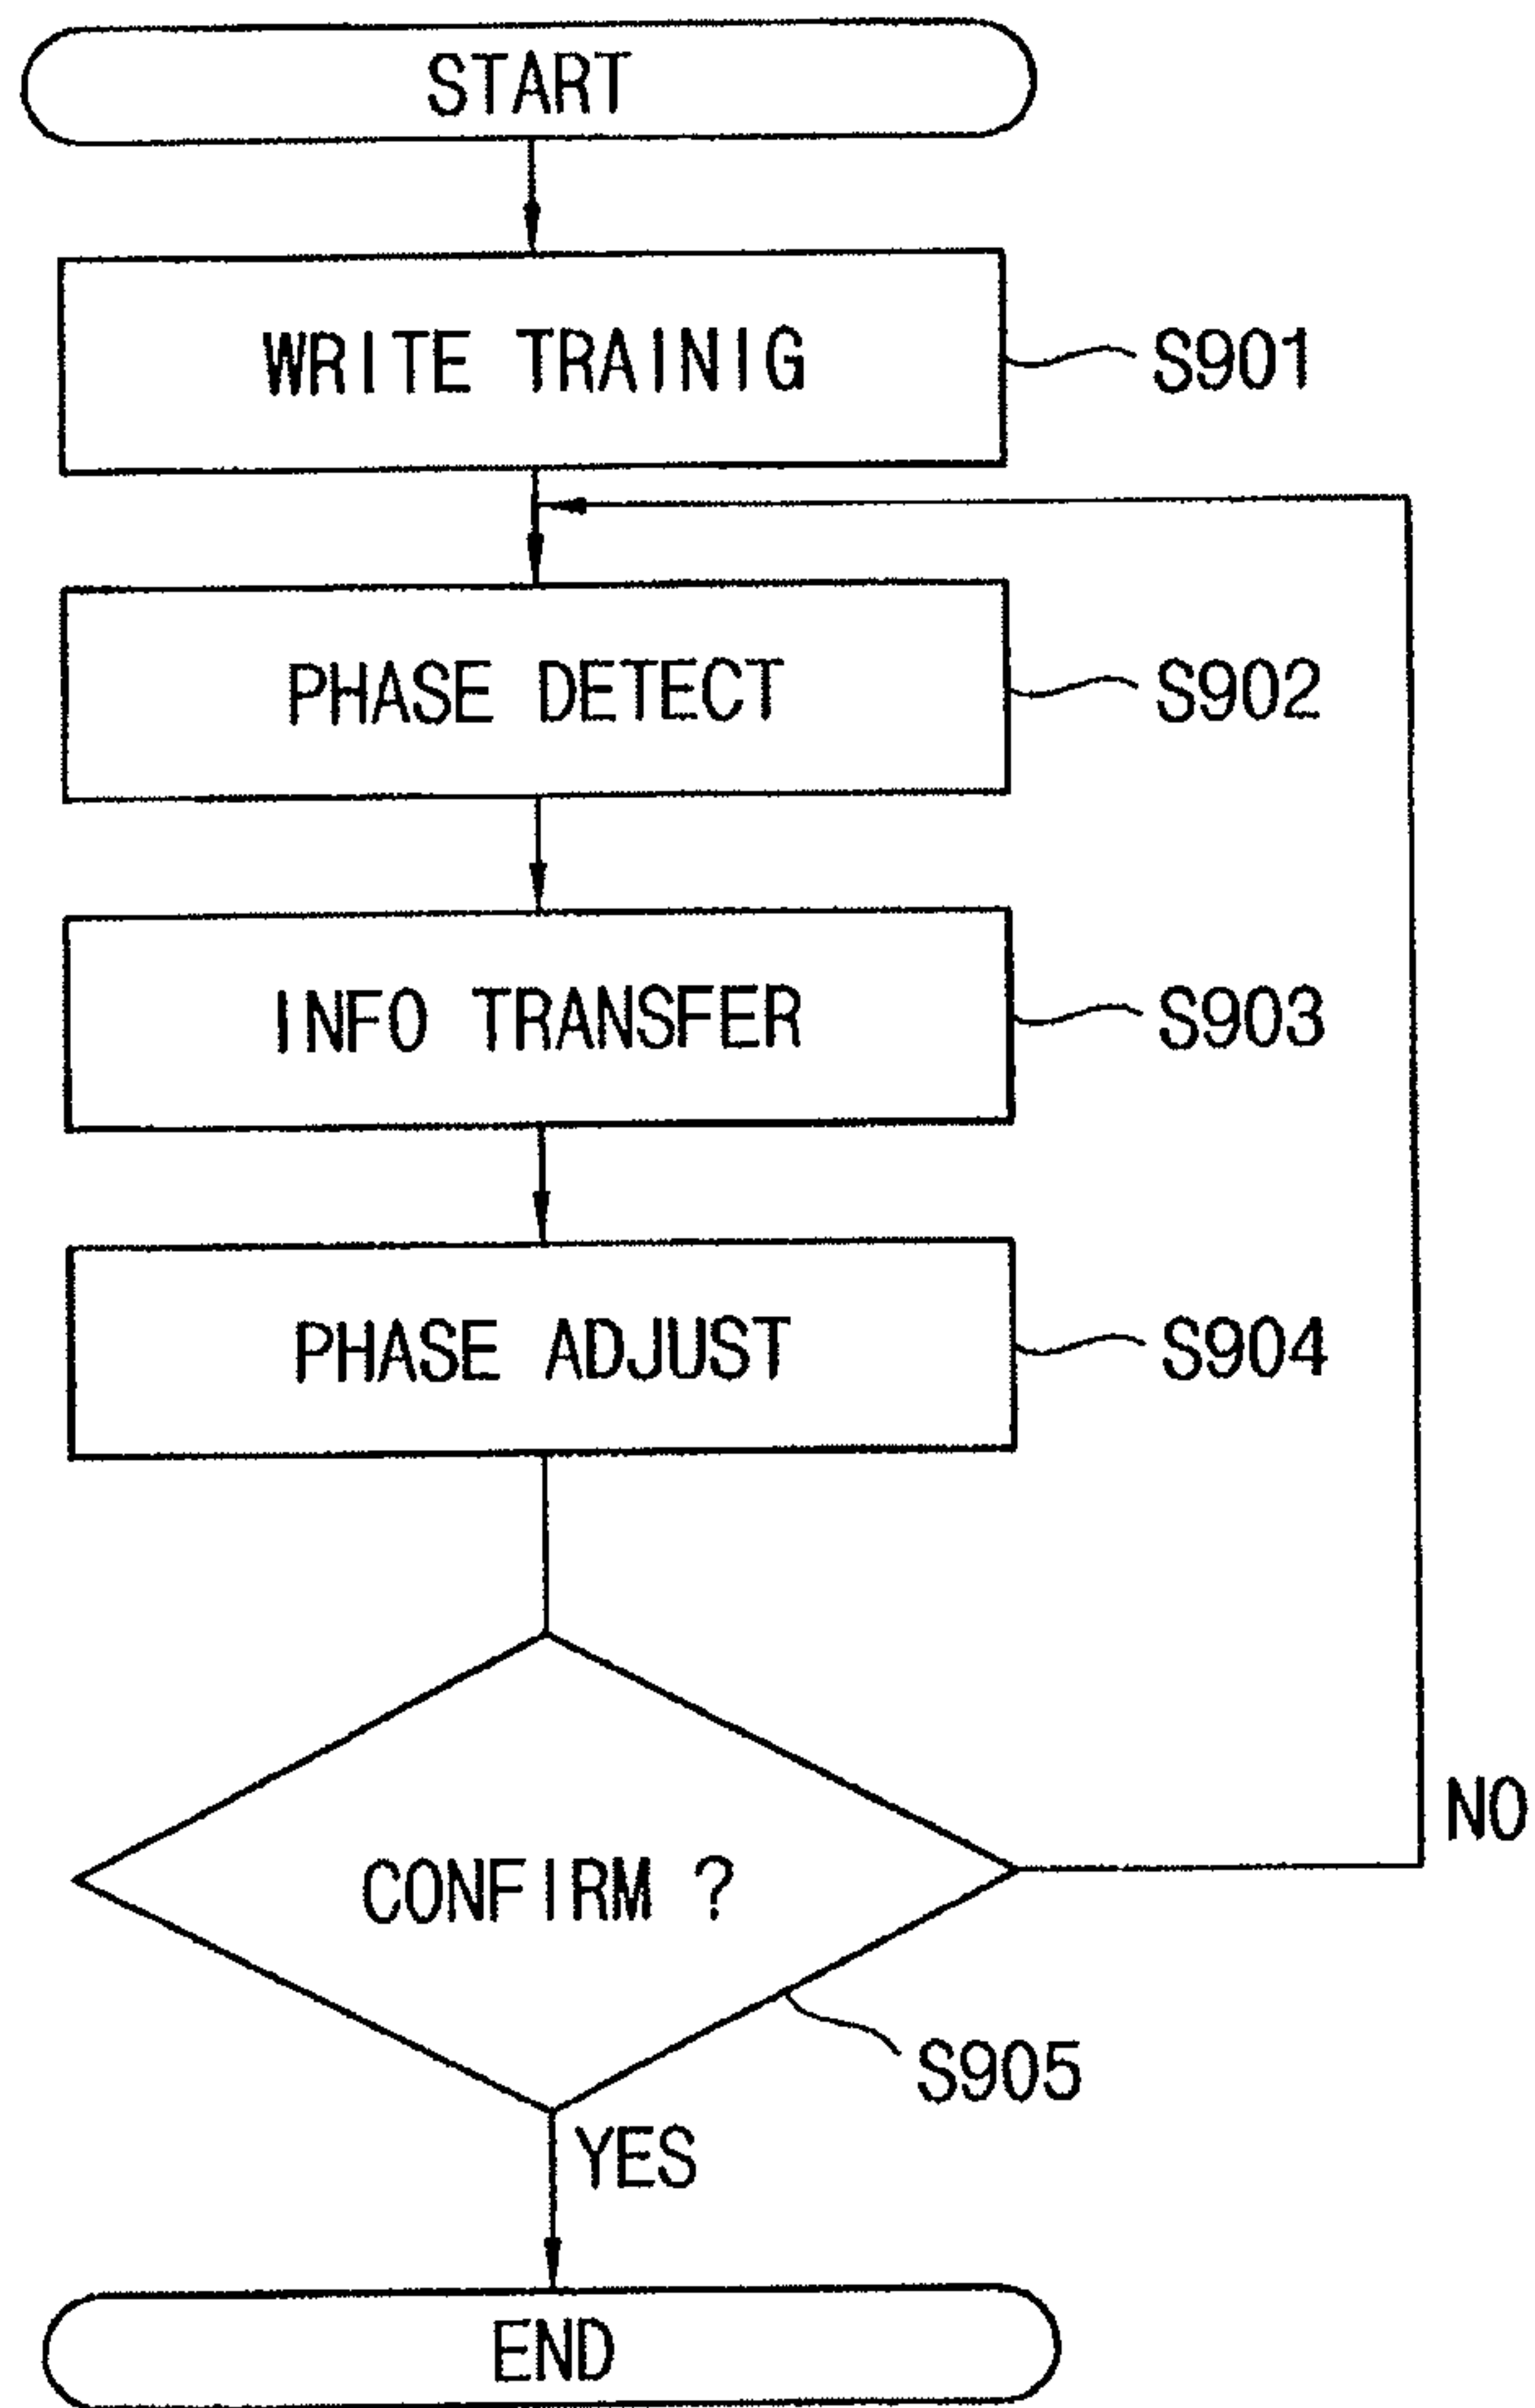 START
WRITE TRAINIG
S901
PHASE DETECT
S902
INFO TRANSFER
S903
PHASE ADJUST
S904
NO
CONFIRM ?
S905
YES
END